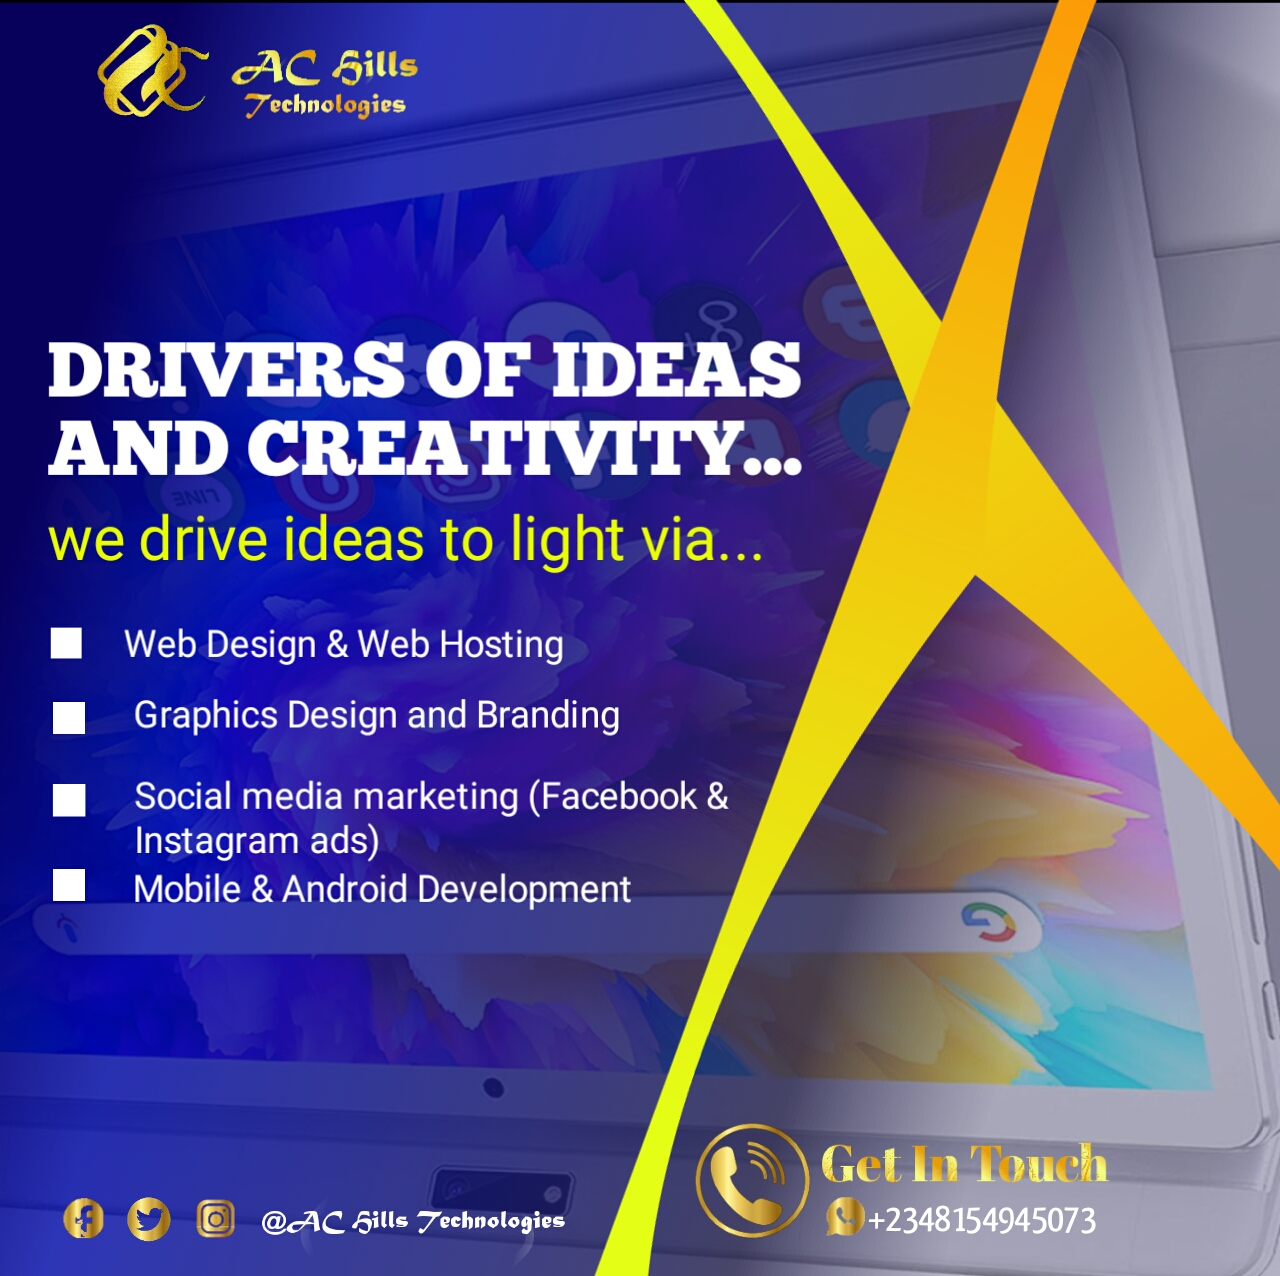 AC Hills
Technologies
DRIVERS OF IDEAS
AND CREATIVITY...
we drive ideas to light via...
Web Design & Web Hosting
Graphics Design and Branding
Social media marketing (Facebook &
Instagram ads)
Mobile & Android Development
Get In Touch
@AC Hills Technologies
+2348154945073